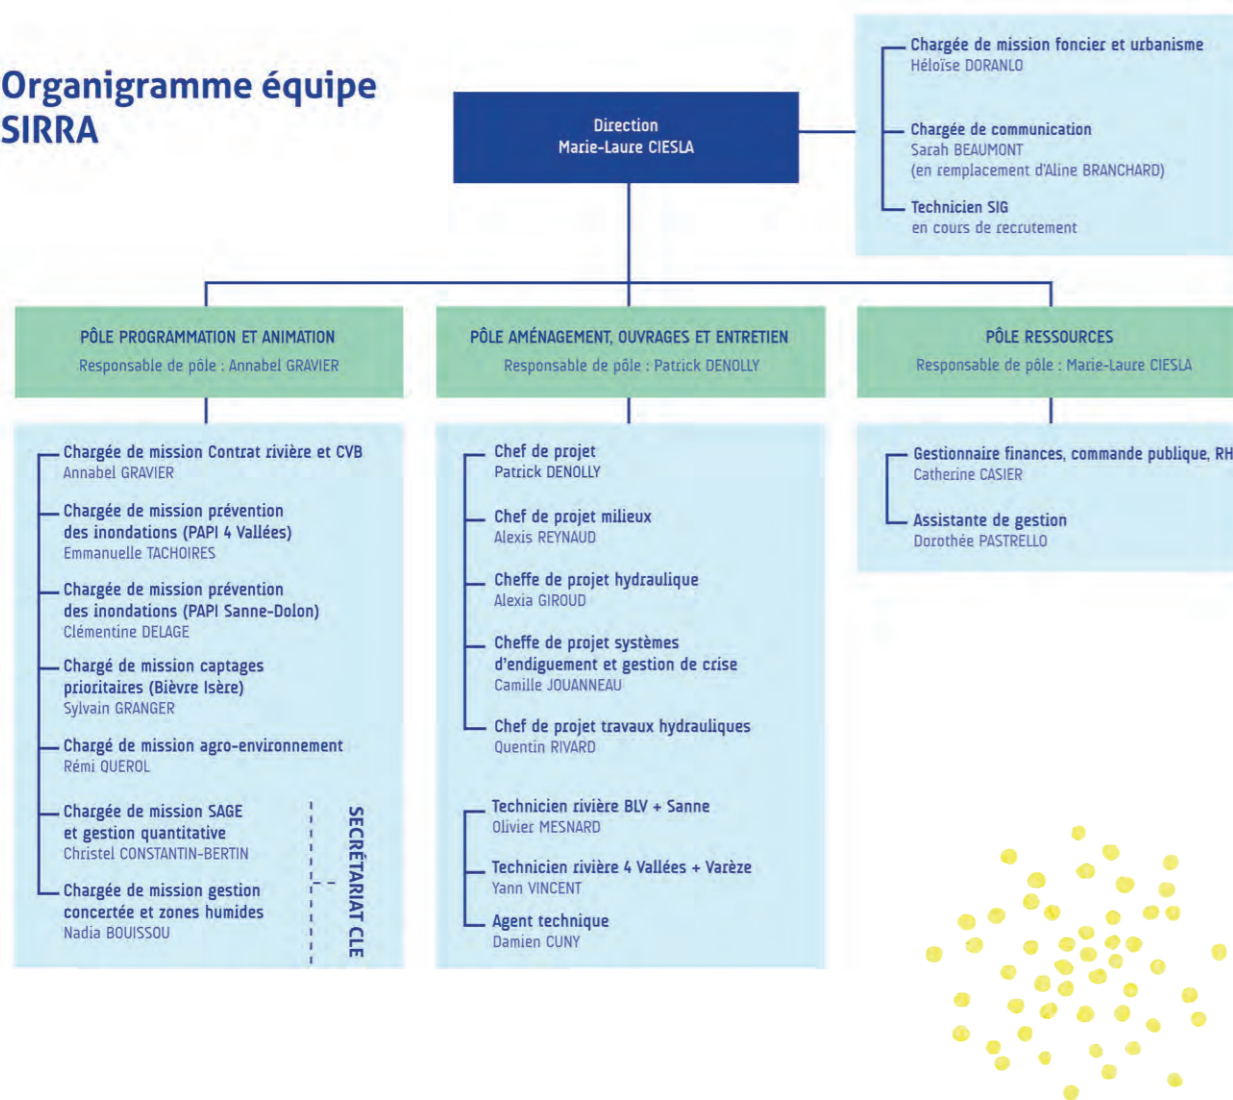 Organigramme équipe
SIRRA
Direction
Marie-Laure CIESLA
Chargée de mission foncier et urbanisme
Héloïse DORANLO
Chargée de communication
Sarah BEAUMONT
(en remplacement d'Aline BRANCHARD)
Technicien SIG
en cours de recrutement
PÔLE PROGRAMMATION ET ANIMATION
Responsable de pôle : Annabel GRAVIER
Chargée de mission Contrat rivière et CVB
Annabel GRAVIER
Chargée de mission prévention
des inondations (PAPI 4 Vallées)
Emmanuelle TACHOIRES
Chargée de mission prévention
des inondations (PAPI Sanne-Dolon)
Clémentine DELAGE
Chargé de mission captages
prioritaires (Bièvre Isère)
Sylvain GRANGER
Chargé de mission agro-environnement
Rémi QUEROL
Chargée de mission SAGE
et gestion quantitative
Christel CONSTANTIN-BERTIN
Chargée de mission gestion
concertée et zones humides
Nadia BOUISSOU
SECRÉTARIAT CLE
PÔLE AMÉNAGEMENT, OUVRAGES ET ENTRETIEN
Responsable de pôle : Patrick DENOLLY
Chef de projet
Patrick DENOLLY
Chef de projet milieux
Alexis REYNAUD
Cheffe de projet hydraulique
Alexia GIROUD
Cheffe de projet systèmes
d'endiguement et gestion de crise
Camille JOUANNEAU
Chef de projet travaux hydrauliques
Quentin RIVARD
Technicien rivière BLV + Sanne
Olivier MESNARD
Technicien rivière 4 Vallées + Varèze
Yann VINCENT
Agent technique
Damien CUNY
PÔLE RESSOURCES
Responsable de pôle : Marie-Laure CIESLA
Gestionnaire finances, commande publique, RH
Catherine CASIER
Assistante de gestion
Dorothée PASTRELLO